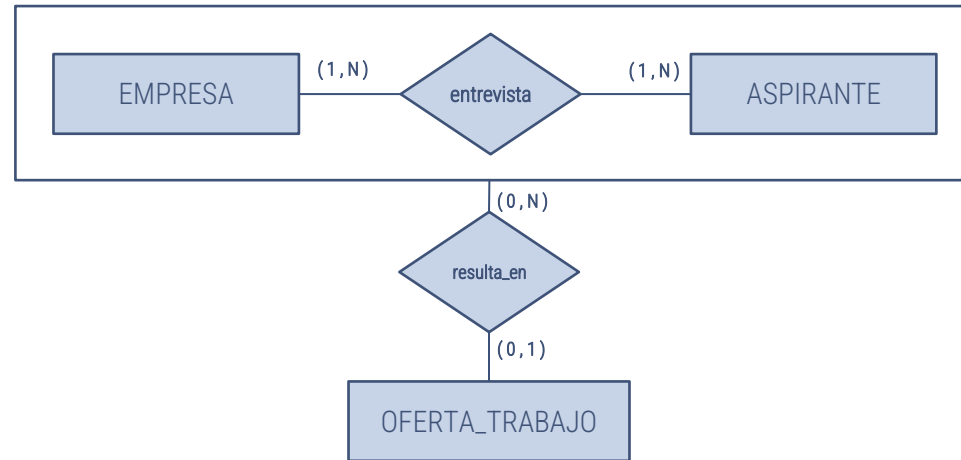 (1,N)
(1,N)
EMPRESA
entrevista
ASPIRANTE
(0,N)
resulta_en
(0,1)
OFERTA_TRABAJO